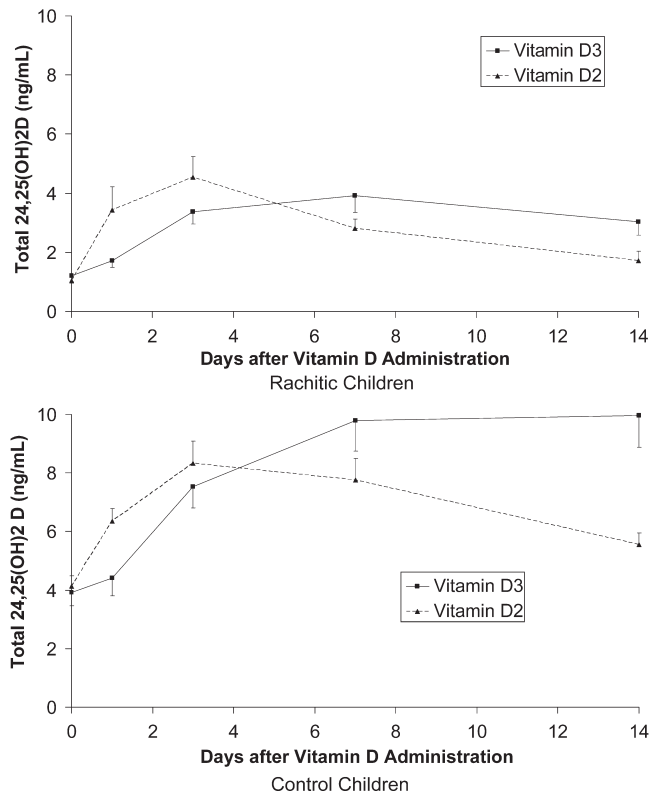 10
8
6
4
2
0
Total 24,25(OH)2D (ng/mL)
Vitamin D3
Vitamin D2
0 2 4 6 8 10 12 14
Days after Vitamin D Administration
Rachitic Children
10
8
6
4
2
0
Total 24,25(OH)2 D (ng/mL)
Vitamin D3
Vitamin D2
0 2 4 6 8 10 12 14
Days after Vitamin D Administration
Control Children